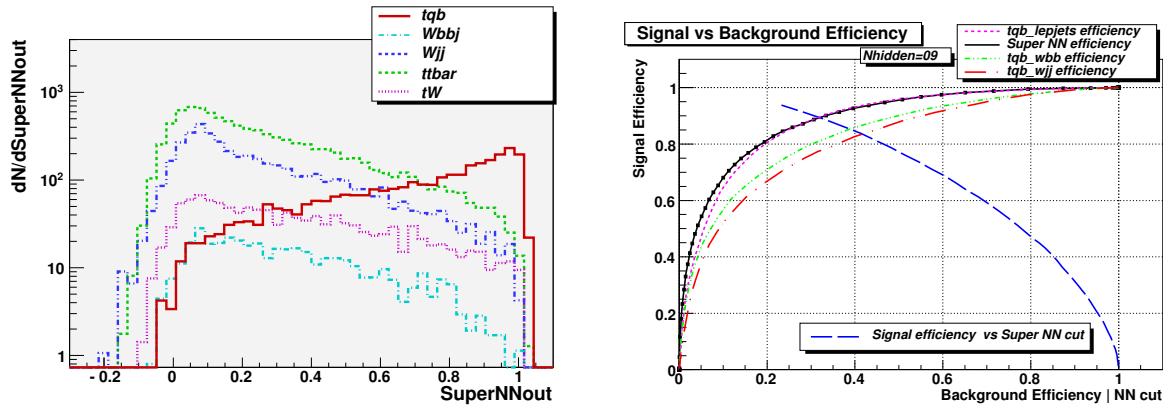 tqb
Wbbj
Wjj
ttbar
tW
dN/dSuperNNout
10³
10²
10
1
- 0.2 0 0.2 0.4 0.6 0.8 1
SuperNNout
Signal vs Background Efficiency
Nhidden=09
tqb_lepjets efficiency
Super NN efficiency
tqb_wbb efficiency
tqb_wjj efficiency
Signal Efficiency
1
0.8
0.6
0.4
0.2
0
Signal efficiency vs Super NN cut
0 0.2 0.4 0.6 0.8 1
Background Efficiency | NN cut